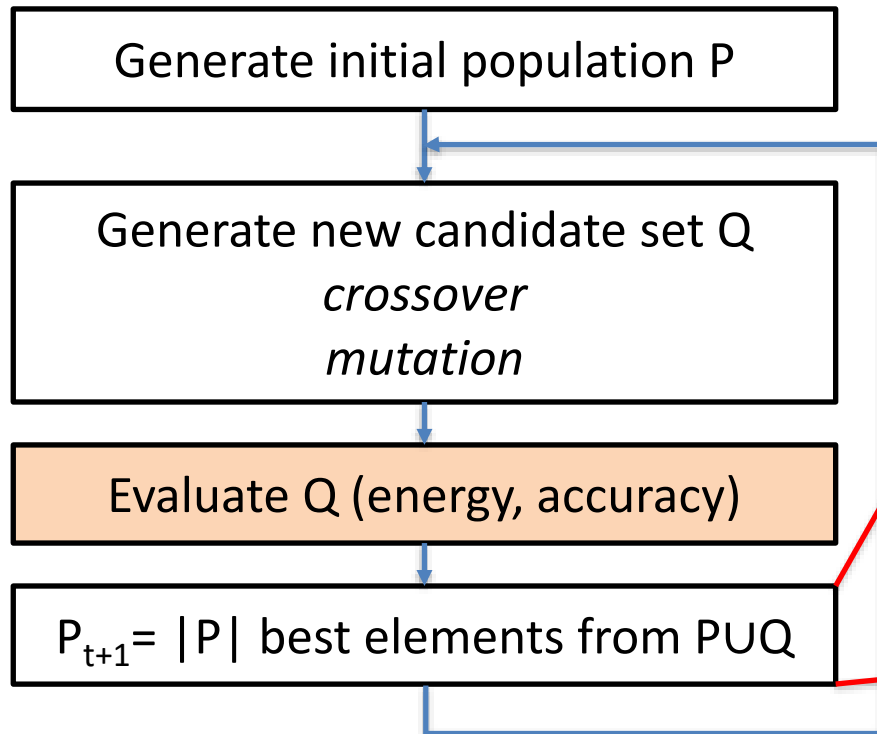 Generate initial population P
Generate new candidate set Q
crossover
mutation
Evaluate Q (energy, accuracy)
Pt+1= |P| best elements from P∪Q